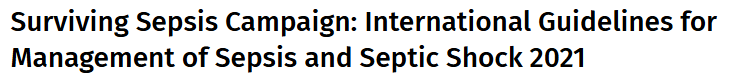 Surviving Sepsis Campaign: International Guidelines for
Management of Sepsis and Septic Shock 2021